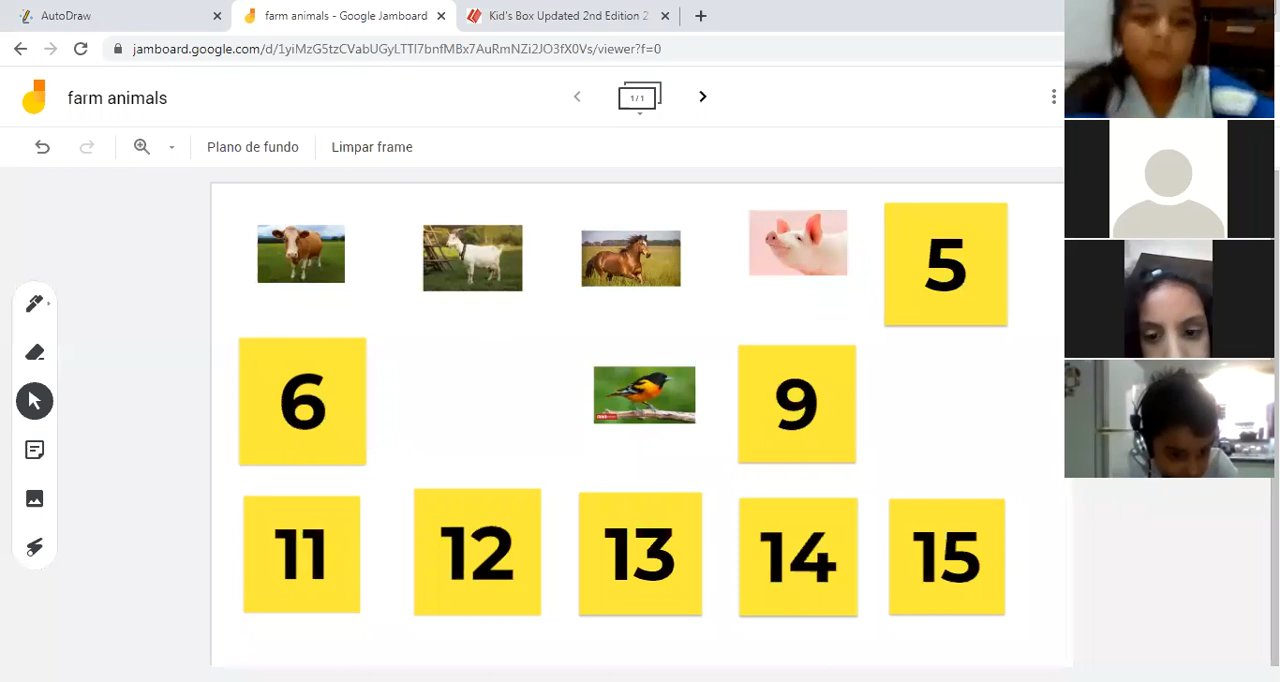 AutoDraw
farm animals - Google Jamboard
Kid's Box Updated 2nd Edition 2
jamboard.google.com/d/1yiMzG5tzCVabUGyLTTI7bnfMBx7AuRmNZi2JO3fX0Vs/viewer?f=0
farm animals
1/1
Plano de fundo
Limpar frame
5
6
9
11 12 13 14 15